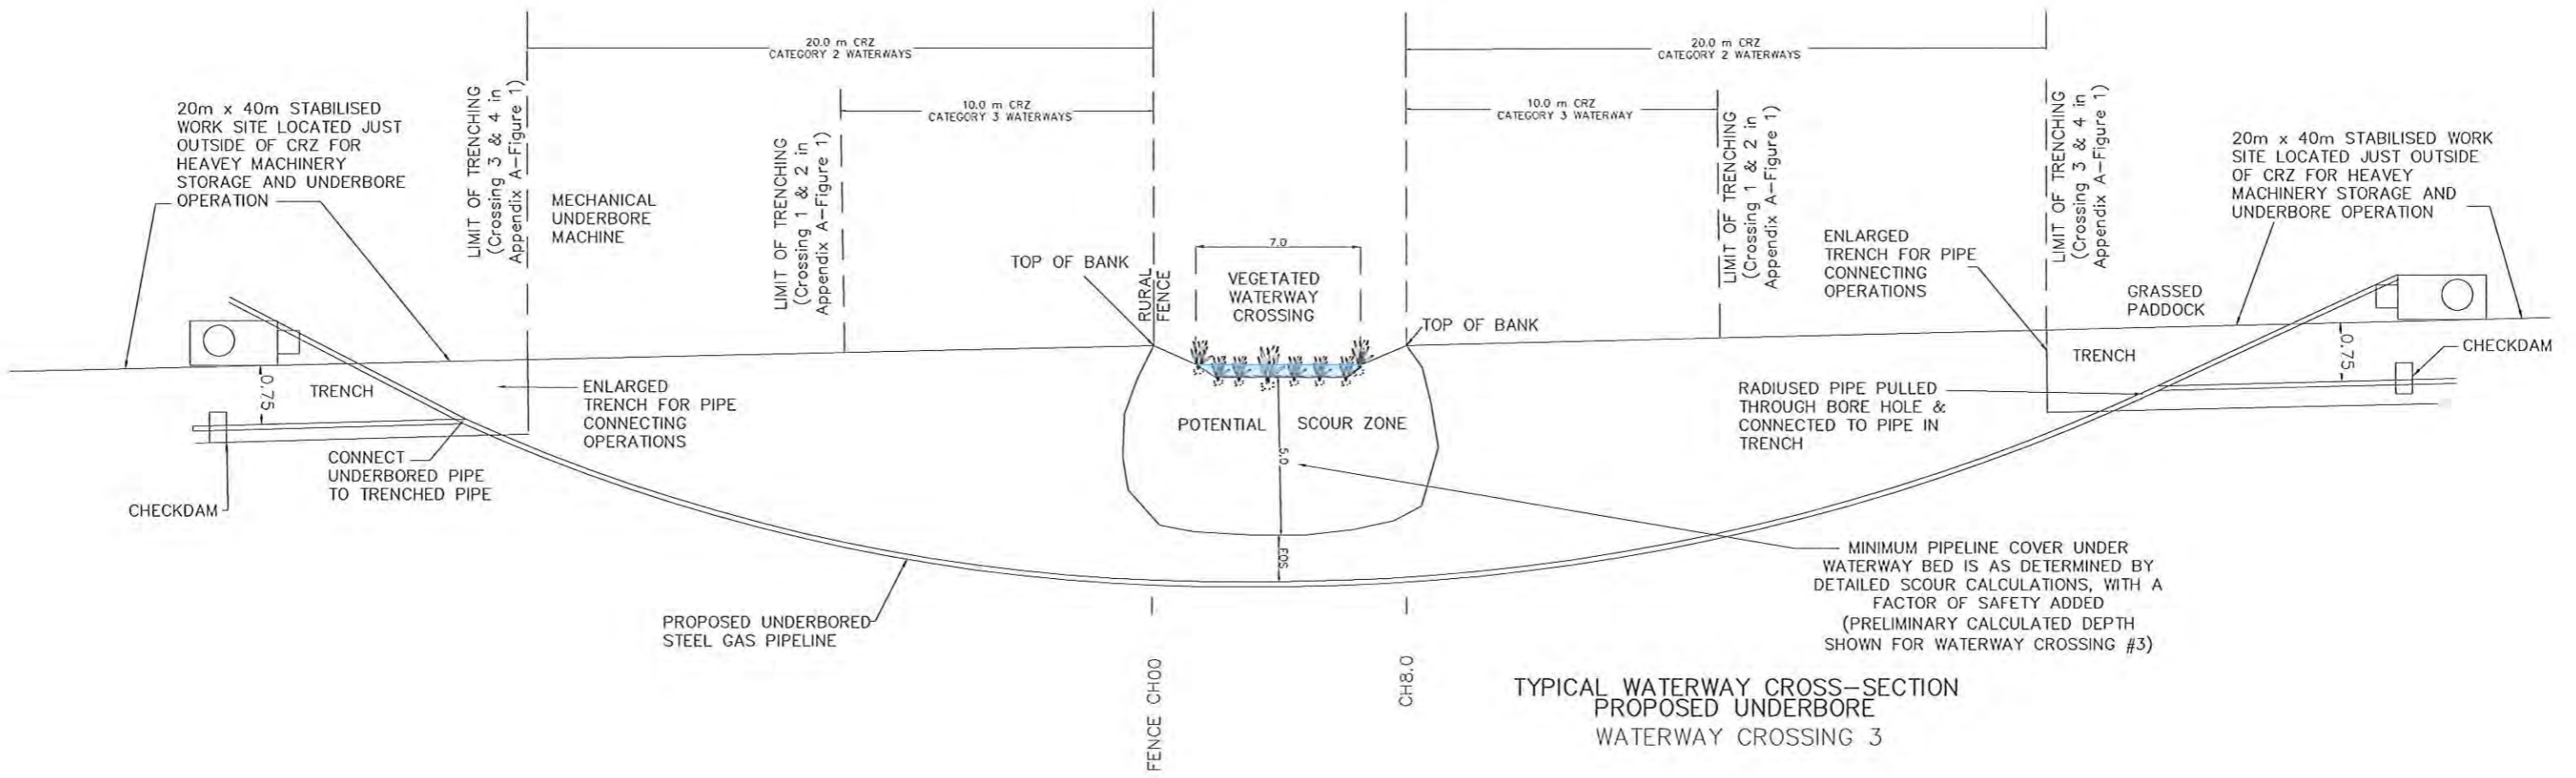 20.0 m CRZ
CATEGORY 2 WATERWAYS
20.0 m CRZ
CATEGORY 2 WATERWAYS
10.0 m CRZ
CATEGORY 3 WATERWAYS
10.0 m CRZ
CATEGORY 3 WATERWAY
20m x 40m STABILISED
WORK SITE LOCATED JUST
OUTSIDE OF CRZ FOR
HEAVEY MACHINERY
STORAGE AND UNDERBORE
OPERATION
LIMIT OF TRENCHING
(Crossing 3 & 4 in
Appendix A-Figure 1)
MECHANICAL
UNDERBORE
MACHINE
LIMIT OF TRENCHING
(Crossing 1 & 2 in
Appendix A-Figure 1)
TOP OF BANK
RURAL
FENCE
7.0
VEGETATED
WATERWAY
CROSSING
TOP OF BANK
LIMIT OF TRENCHING
(Crossing 1 & 2 in
Appendix A-Figure 1)
ENLARGED
TRENCH FOR PIPE
CONNECTING
OPERATIONS
LIMIT OF TRENCHING
(Crossing 3 & 4 in
Appendix A-Figure 1)
GRASSED
PADDOCK
20m x 40m STABILISED WORK
SITE LOCATED JUST OUTSIDE
OF CRZ FOR HEAVEY
MACHINERY STORAGE AND
UNDERBORE OPERATION
0.75
TRENCH
ENLARGED
TRENCH FOR PIPE
CONNECTING
OPERATIONS
CONNECT
UNDERBORED PIPE
TO TRENCHED PIPE
CHECKDAM
POTENTIAL SCOUR ZONE
5.0
FOS
TRENCH
0.75
CHECKDAM
RADIUSED PIPE PULLED
THROUGH BORE HOLE &
CONNECTED TO PIPE IN
TRENCH
PROPOSED UNDERBORED
STEEL GAS PIPELINE
MINIMUM PIPELINE COVER UNDER
WATERWAY BED IS AS DETERMINED BY
DETAILED SCOUR CALCULATIONS, WITH A
FACTOR OF SAFETY ADDED
(PRELIMINARY CALCULATED DEPTH
SHOWN FOR WATERWAY CROSSING #3)
FENCE CH00
CH8.0
TYPICAL WATERWAY CROSS-SECTION
PROPOSED UNDERBORE
WATERWAY CROSSING 3